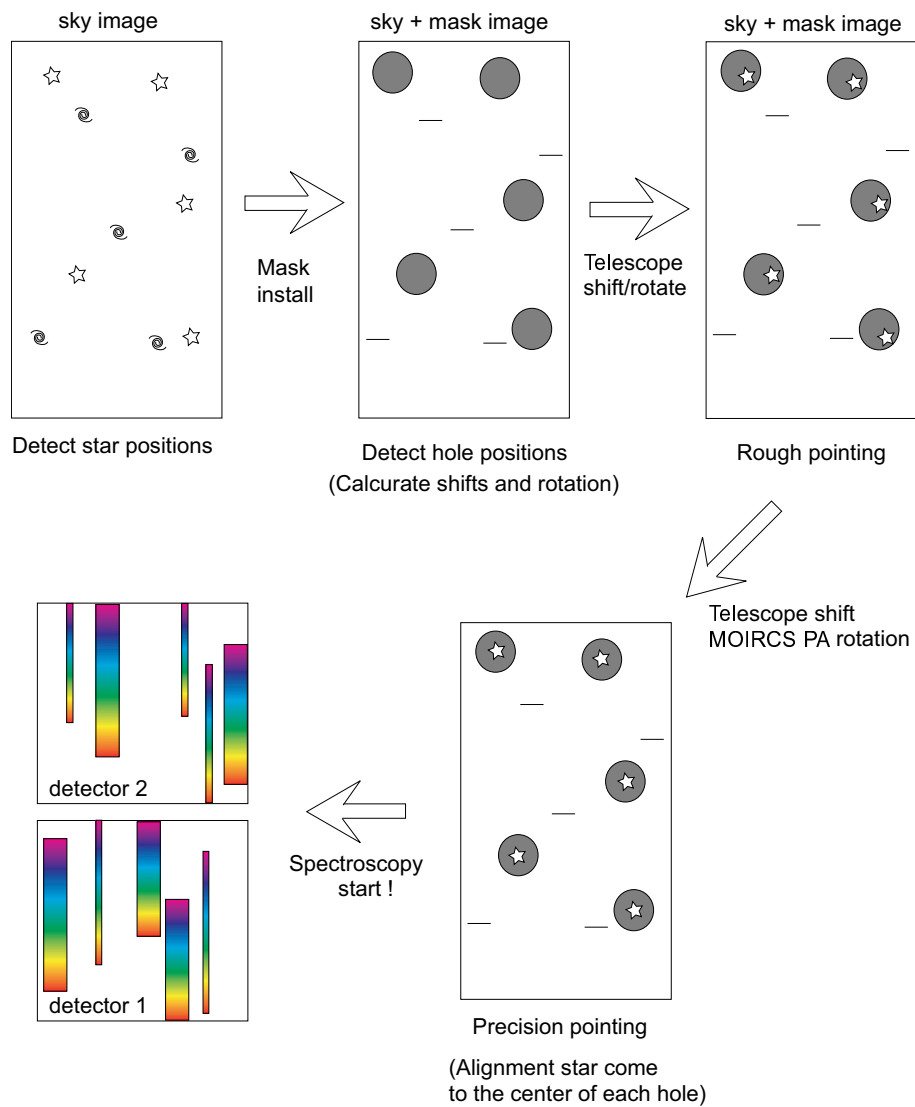 sky image
sky + mask image
sky + mask image
Mask
install
Telescope
shift/rotate
Detect star positions
Detect hole positions
(Calcurate shifts and rotation)
Rough pointing
Telescope shift
MOIRCS PA rotation
detector 2
Spectroscopy
start !
detector 1
Precision pointing
(Alignment star come
to the center of each hole)